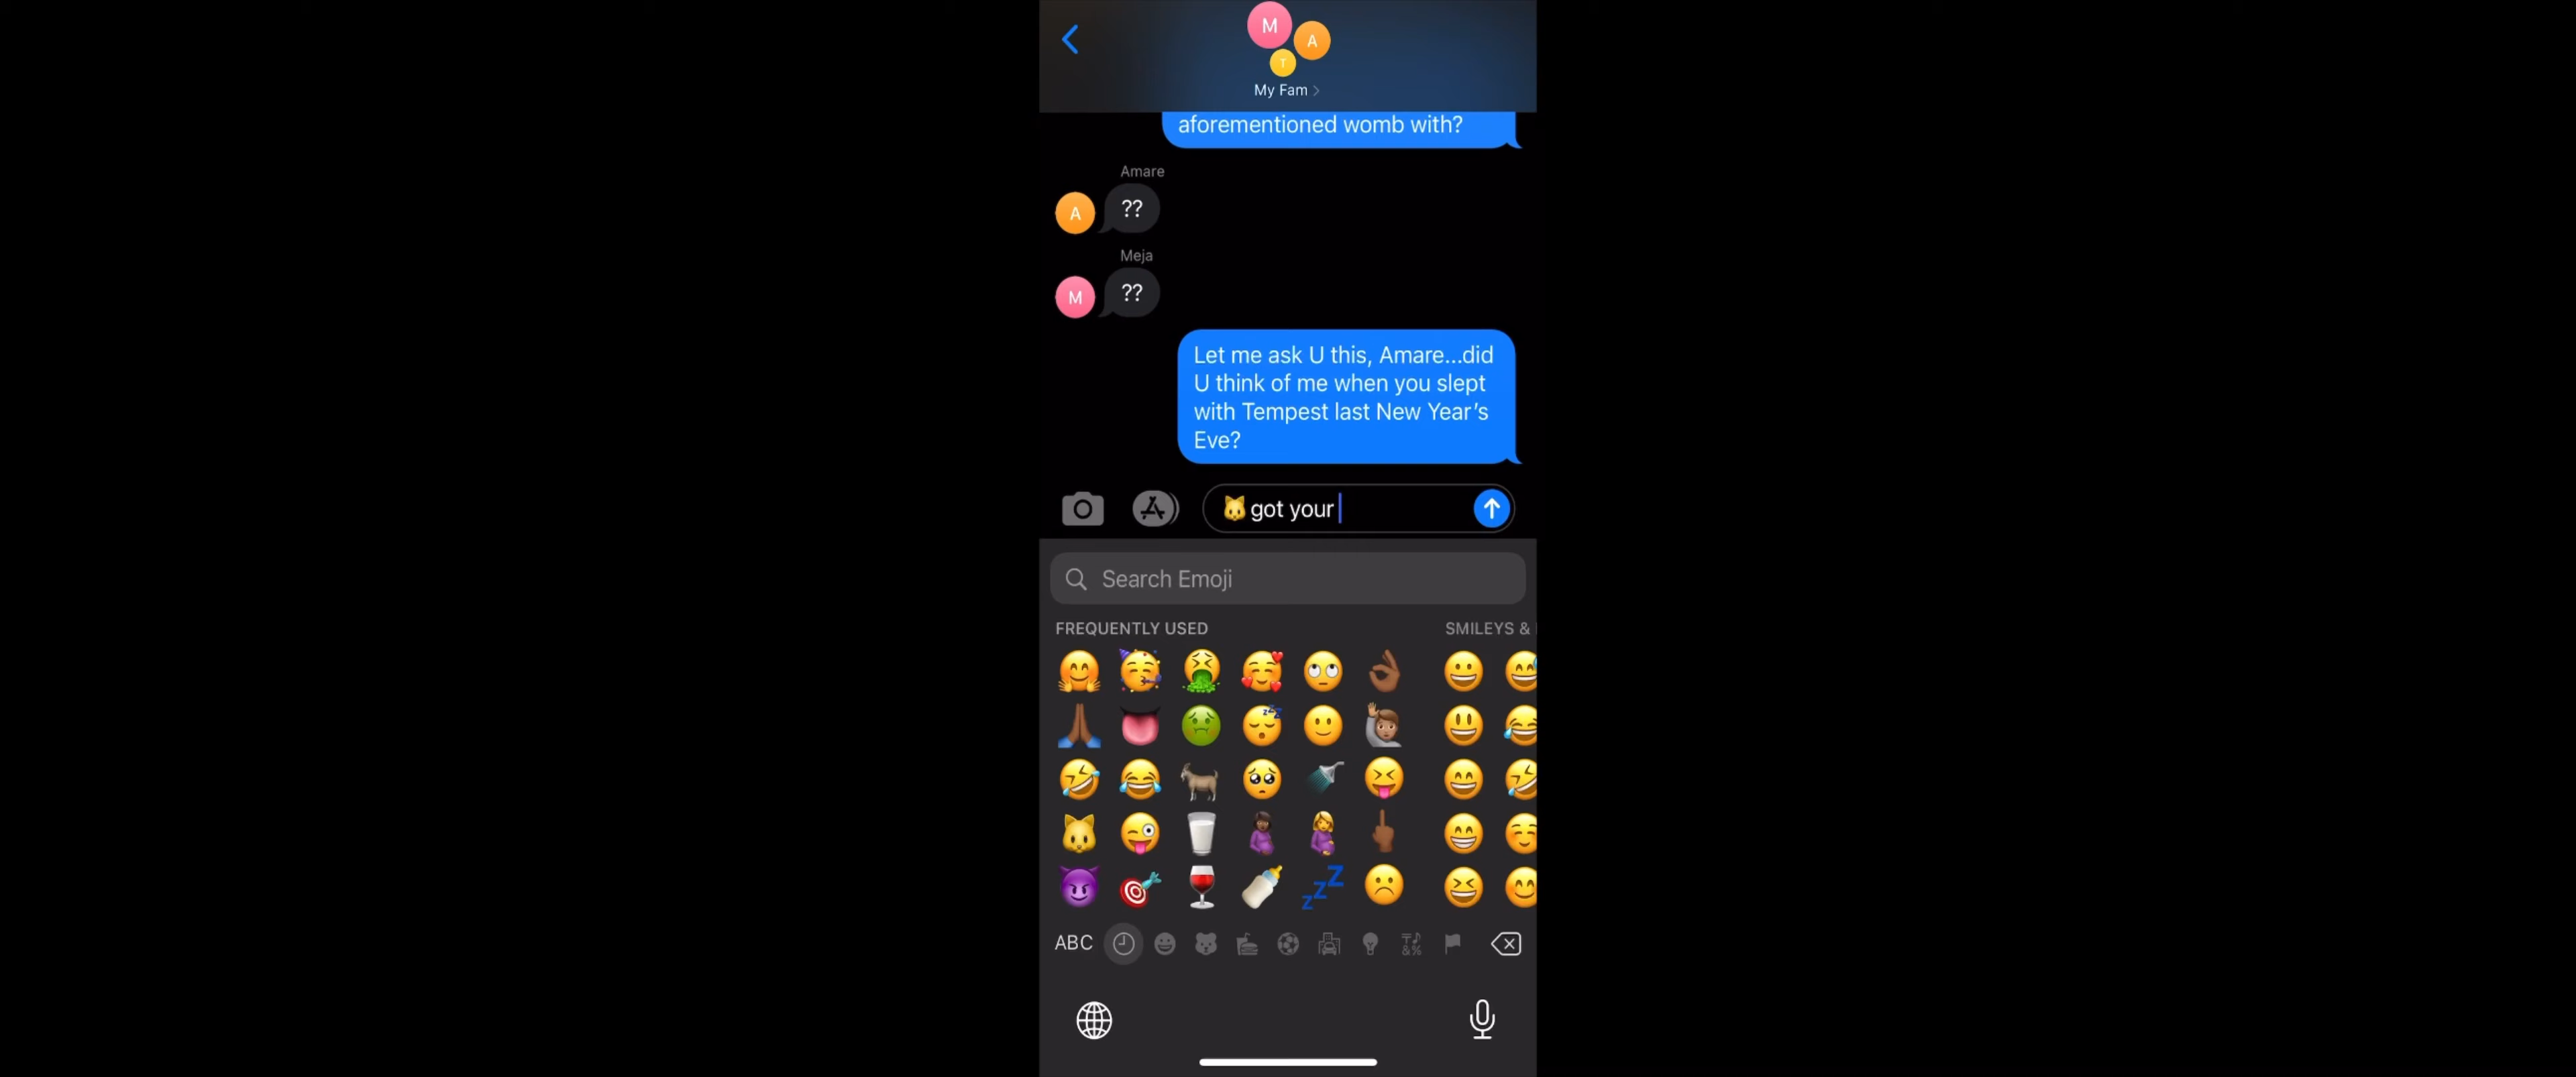 M
A
T
My Fam
aforementioned womb with?
Amare
A
??
Meja
M
??
Let me ask U this, Amare...did
U think of me when you slept
with Tempest last New Year's
Eve?
🐱 got your
Search Emoji
FREQUENTLY USED
SMILEYS &
ABC